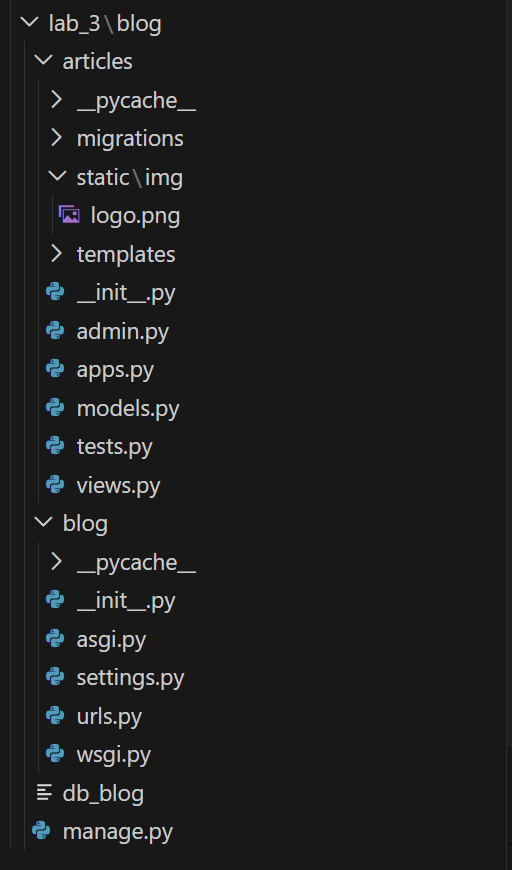 lab_3\blog
articles
__pycache__
migrations
static\img
logo.png
templates
__init__.py
admin.py
apps.py
models.py
tests.py
views.py
blog
__pycache__
__init__.py
asgi.py
settings.py
urls.py
wsgi.py
db_blog
manage.py